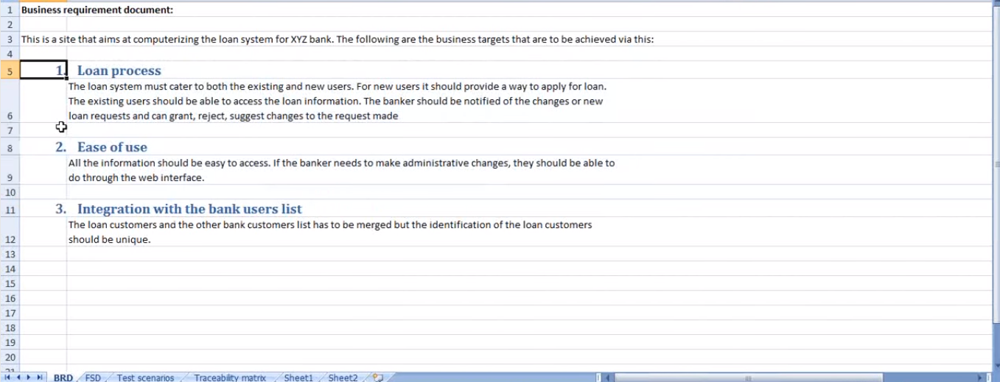 1 Business requirement document:
2
3 This is a site that aims at computerizing the loan system for XYZ bank. The following are the business targets that are to be achieved via this:
4
5 1. Loan process
The loan system must cater to both the existing and new users. For new users it should provide a way to apply for loan.
The existing users should be able to access the loan information. The banker should be notified of the changes or new
6 loan requests and can grant, reject, suggest changes to the request made
7
8 2. Ease of use
All the information should be easy to access. If the banker needs to make administrative changes, they should be able to
9 do through the web interface.
10
11 3. Integration with the bank users list
The loan customers and the other bank customers list has to be merged but the identification of the loan customers
12 should be unique.
13
14
15
16
17
18
19
20
21
BRD FSD Test scenarios Traceability matrix Sheet1 Sheet2